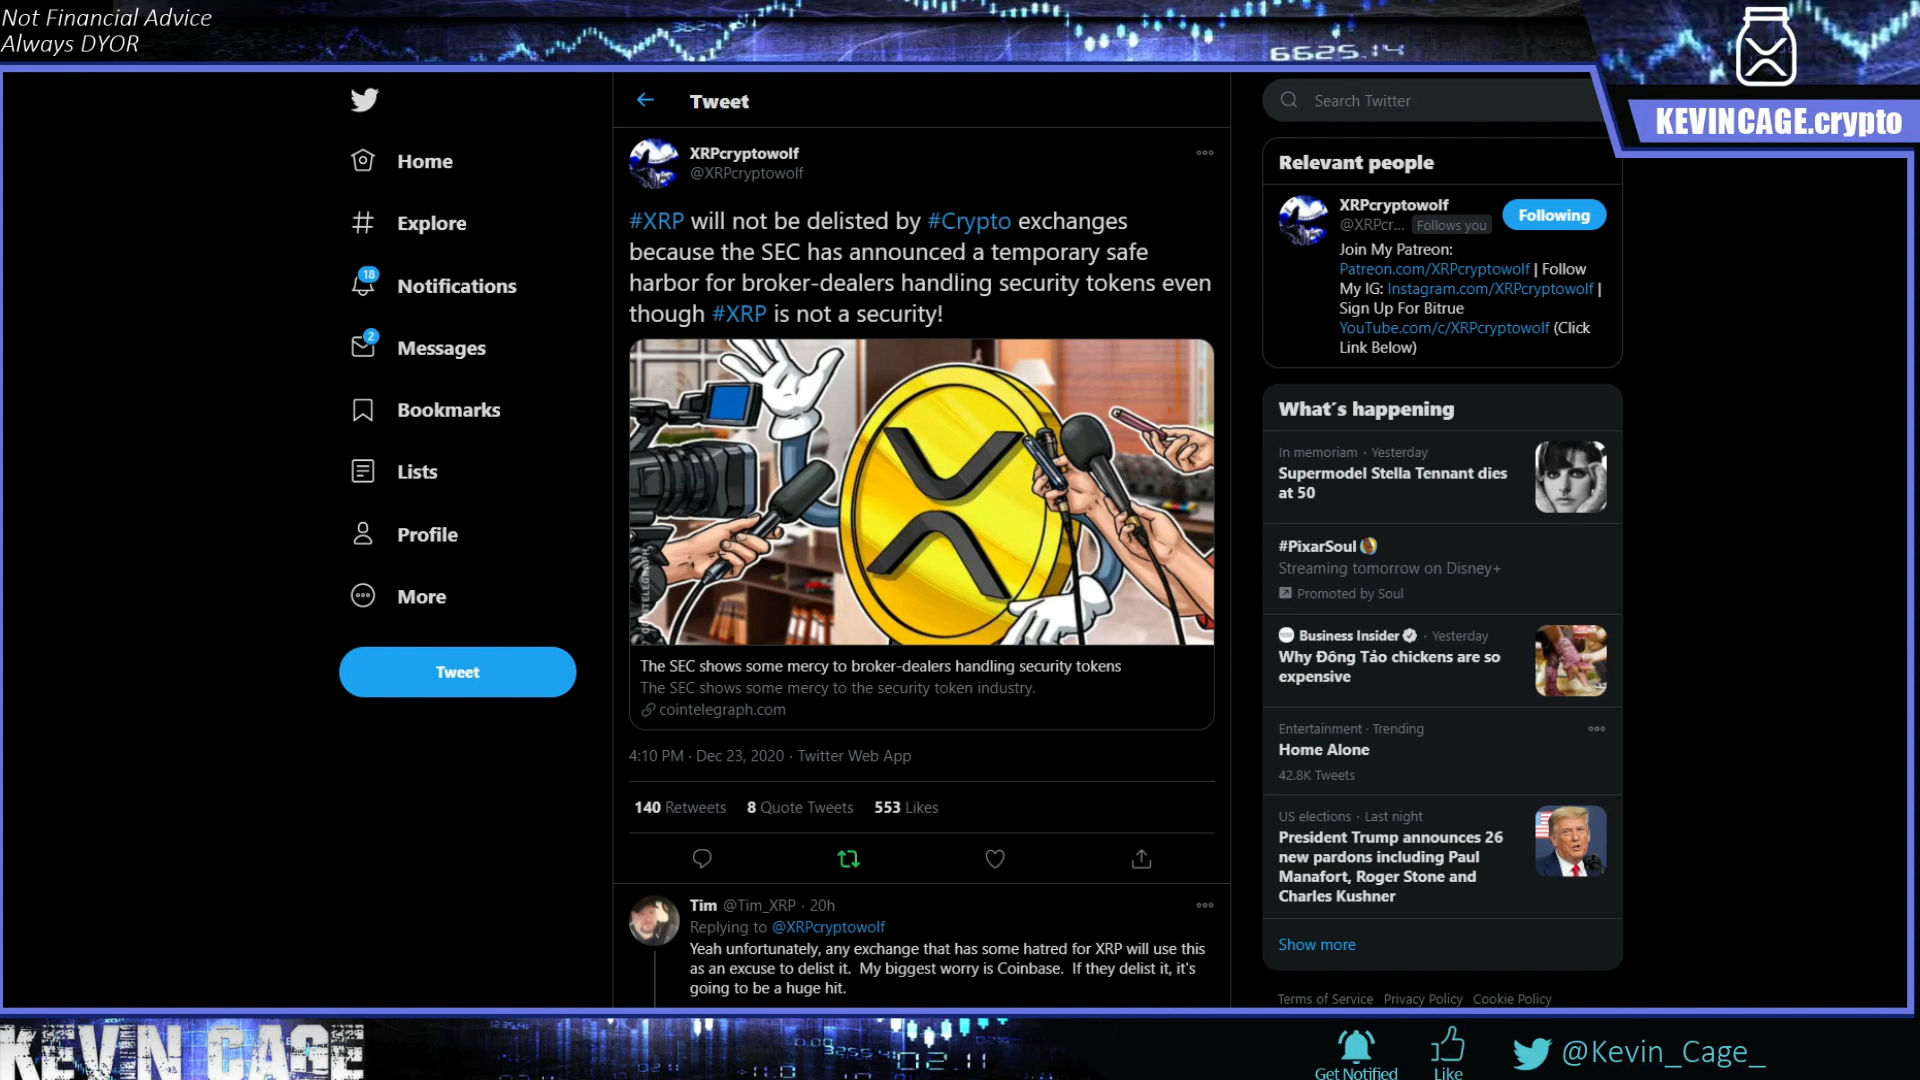 Not Financial Advice
Always DYOR
6625.14
KEVINCAGE.crypto
Home
Explore
18
Notifications
2
Messages
Bookmarks
Lists
Profile
More
Tweet
Tweet
XRPcryptowolf
@XRPcryptowolf
#XRP will not be delisted by #Crypto exchanges
because the SEC has announced a temporary safe
harbor for broker-dealers handling security tokens even
though #XRP is not a security!
COINTELEGRAPH
The SEC shows some mercy to broker-dealers handling security tokens
The SEC shows some mercy to the security token industry.
cointelegraph.com
4:10 PM · Dec 23, 2020 · Twitter Web App
140 Retweets 8 Quote Tweets 553 Likes
Tim @Tim_XRP · 20h
Replying to @XRPcryptowolf
Yeah unfortunately, any exchange that has some hatred for XRP will use this
as an excuse to delist it. My biggest worry is Coinbase. If they delist it, it's
going to be a huge hit.
Search Twitter
Relevant people
XRPcryptowolf
@XRPcr... Follows you
Following
Join My Patreon:
Patreon.com/XRPcryptowolf | Follow
My IG: Instagram.com/XRPcryptowolf |
Sign Up For Bitrue
YouTube.com/c/XRPcryptowolf (Click
Link Below)
What's happening
In memoriam · Yesterday
Supermodel Stella Tennant dies
at 50
#PixarSoul
Streaming tomorrow on Disney+
Promoted by Soul
Business Insider · Yesterday
Why Đông Tảo chickens are so
expensive
Entertainment · Trending
Home Alone
42.8K Tweets
US elections · Last night
President Trump announces 26
new pardons including Paul
Manafort, Roger Stone and
Charles Kushner
Show more
Terms of Service Privacy Policy Cookie Policy
KEVIN CAGE
02.11
Get Notified
Like
@Kevin_Cage_